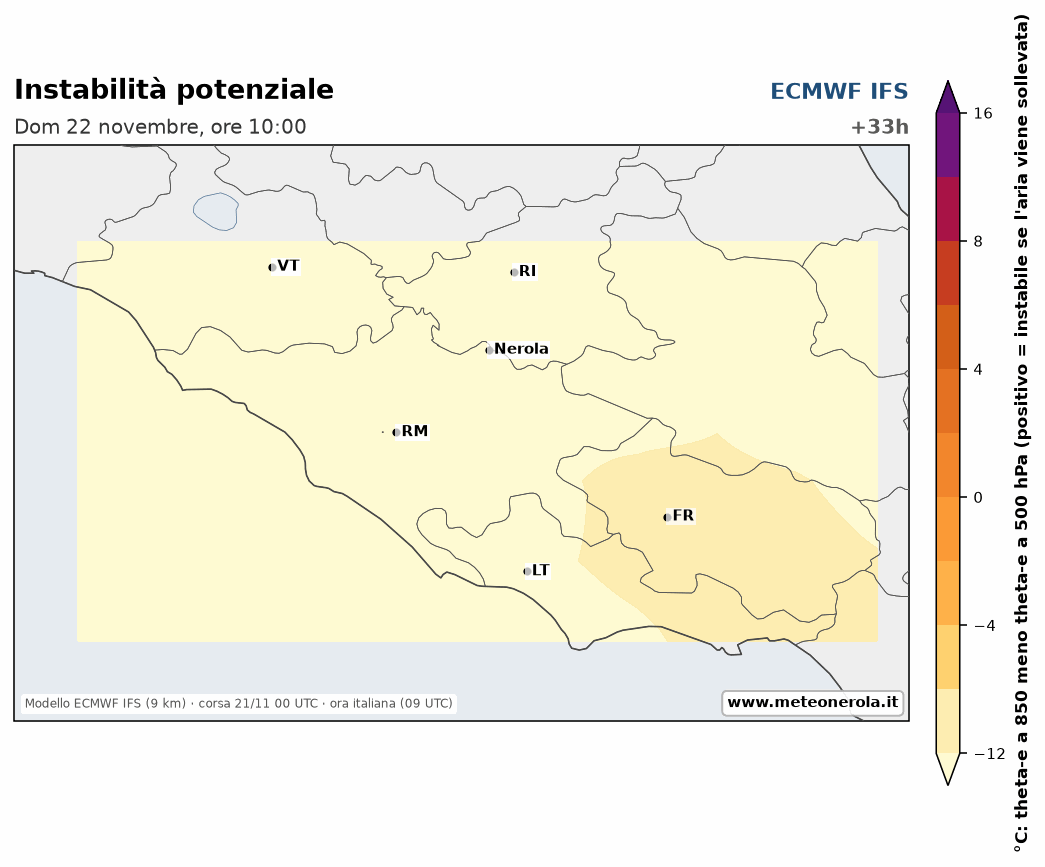 Instabilità potenziale
ECMWF IFS
Dom 22 novembre, ore 10:00
+33h
VT
RI
Nerola
RM
FR
LT
Modello ECMWF IFS (9 km) · corsa 21/11 00 UTC · ora italiana (09 UTC)
www.meteonerola.it
16
8
4
0
−4
−12
°C: theta-e a 850 meno theta-e a 500 hPa (positivo = instabile se l'aria viene sollevata)